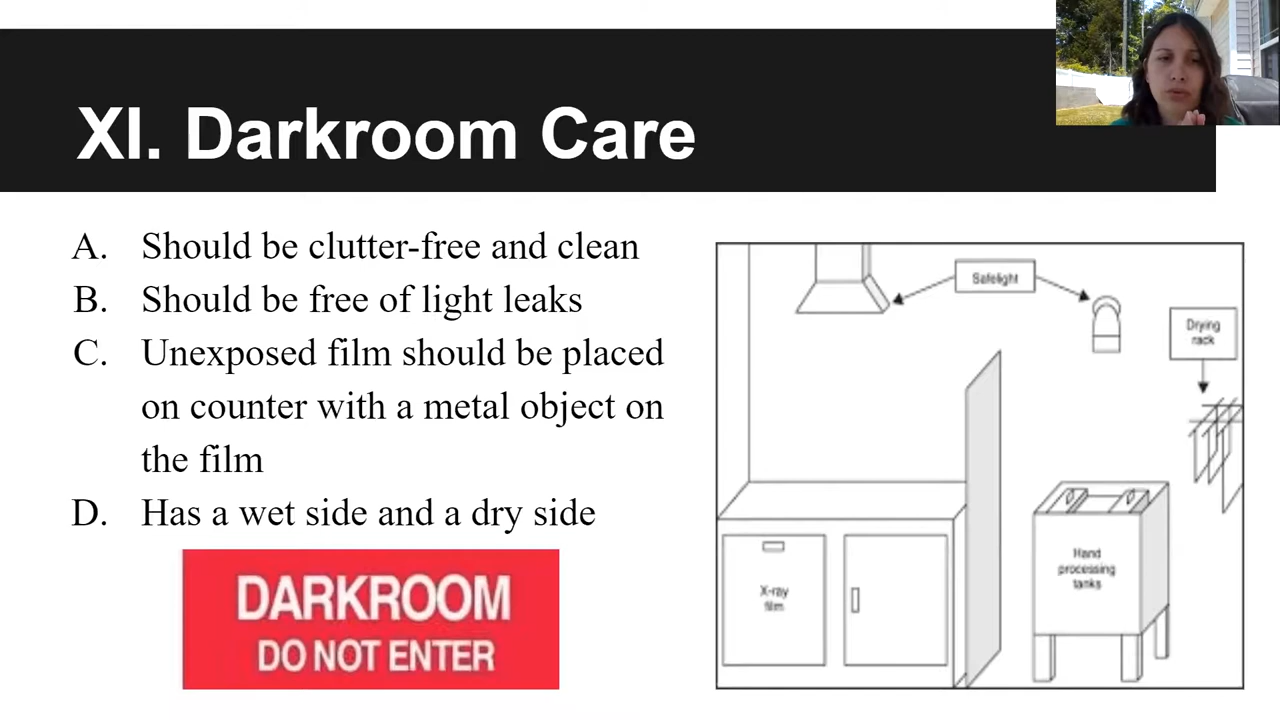 XI. Darkroom Care
A. Should be clutter-free and clean
B. Should be free of light leaks
C. Unexposed film should be placed
on counter with a metal object on
the film
D. Has a wet side and a dry side
DARKROOM
DO NOT ENTER
Safelight
Drying
rack
X-ray
film
Hand
processing
tanks